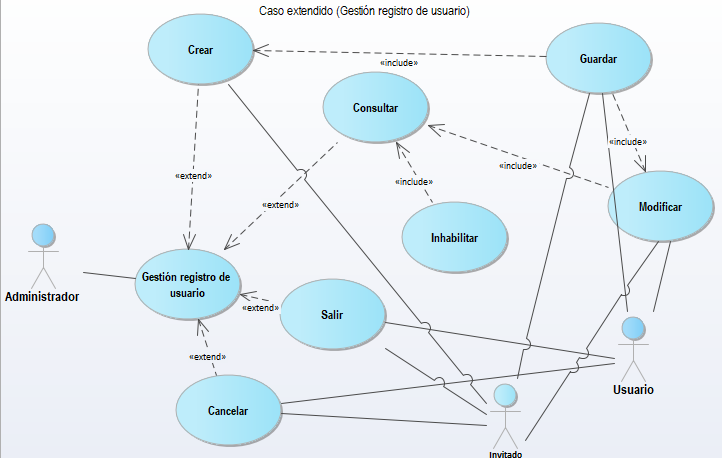 Caso extendido (Gestión registro de usuario)
Crear
Guardar
«include»
Consultar
«include»
«include»
«include»
«extend»
«extend»
Modificar
Inhabilitar
Administrador
Gestión registro de
usuario
«extend»
Salir
«extend»
Cancelar
Usuario
Invitado